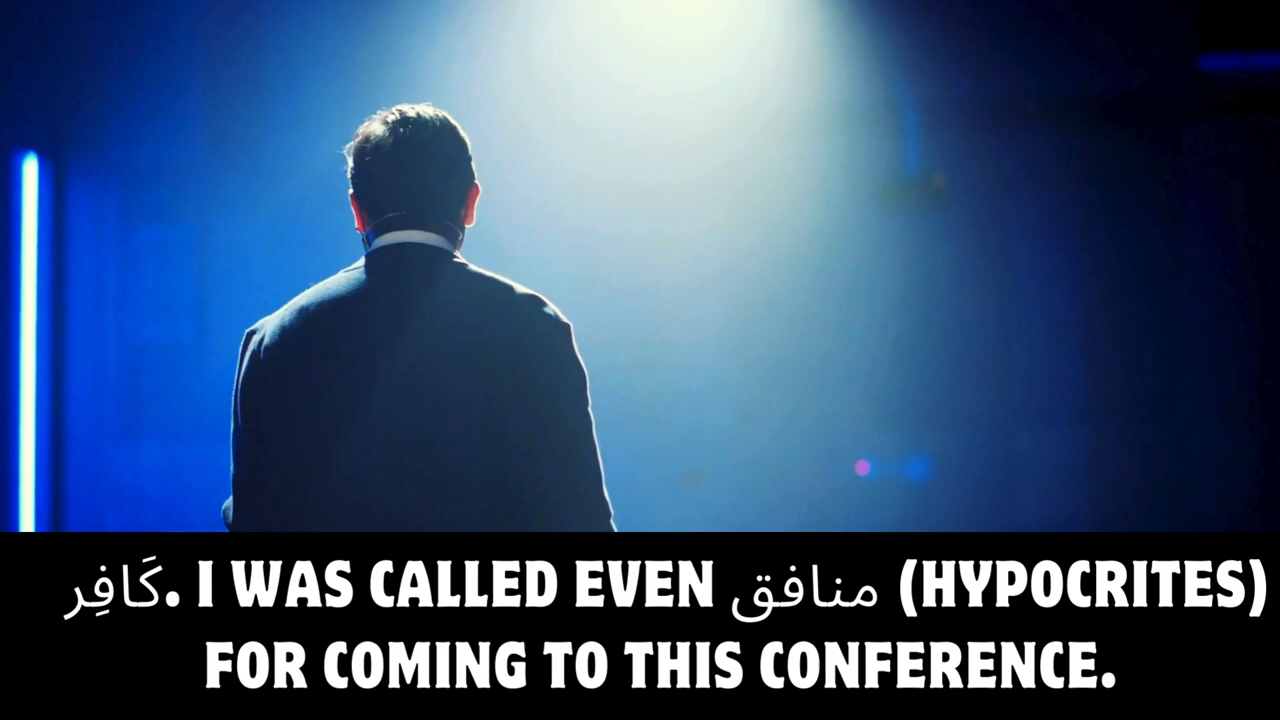 كَافِر. I WAS CALLED EVEN منافق (HYPOCRITES)
FOR COMING TO THIS CONFERENCE.